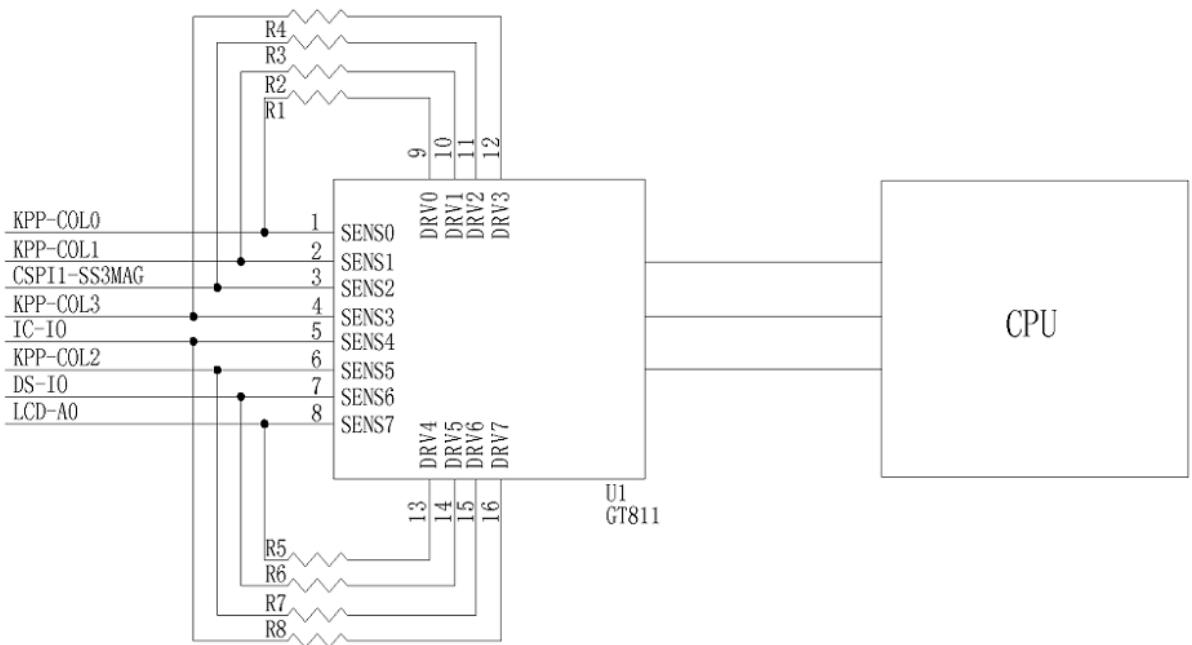 R4
R3
R2
R1
9
10
11
12
DRV0
DRV1
DRV2
DRV3
KPP-COL0
1
SENS0
KPP-COL1
2
SENS1
CSPI1-SS3MAG
3
SENS2
KPP-COL3
4
SENS3
IC-IO
5
SENS4
KPP-COL2
6
SENS5
DS-IO
7
SENS6
LCD-A0
8
SENS7
CPU
DRV4
DRV5
DRV6
DRV7
U1
GT811
13
14
15
16
R5
R6
R7
R8